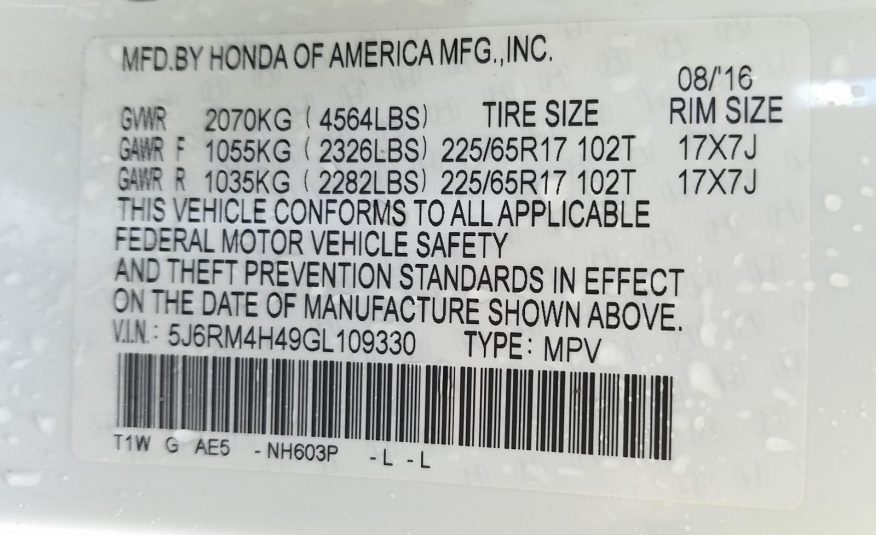 MFD.BY HONDA OF AMERICA MFG.,INC.
08/'16
GVWR 2070KG (4564LBS) TIRE SIZE RIM SIZE
GAWR F 1055KG (2326LBS) 225/65R17 102T 17X7J
GAWR R 1035KG (2282LBS) 225/65R17 102T 17X7J
THIS VEHICLE CONFORMS TO ALL APPLICABLE
FEDERAL MOTOR VEHICLE SAFETY
AND THEFT PREVENTION STANDARDS IN EFFECT
ON THE DATE OF MANUFACTURE SHOWN ABOVE.
V.I.N.: 5J6RM4H49GL109330 TYPE: MPV
T1W G AE5 -NH603P -L -L